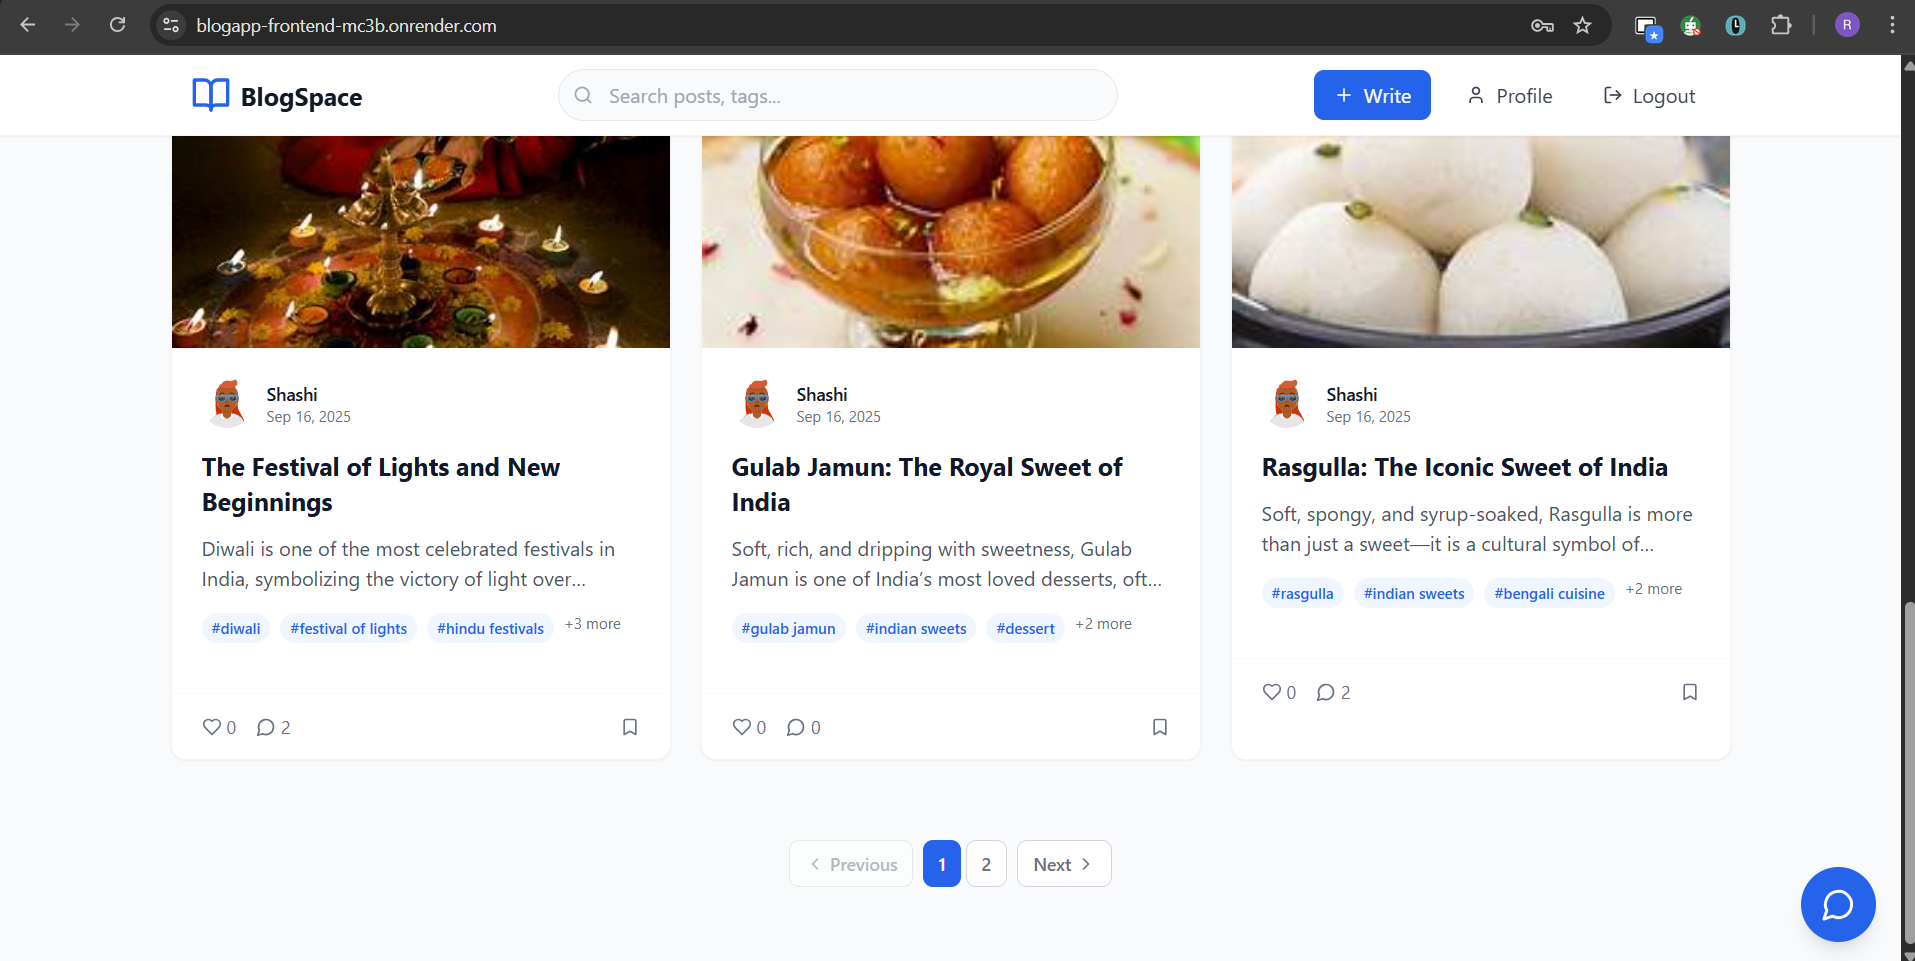 blogapp-frontend-mc3b.onrender.com
R
BlogSpace
Search posts, tags...
Write
Profile
Logout
Shashi
Sep 16, 2025
The Festival of Lights and New
Beginnings
Diwali is one of the most celebrated festivals in
India, symbolizing the victory of light over...
#diwali #festival of lights #hindu festivals +3 more
0 2
Shashi
Sep 16, 2025
Gulab Jamun: The Royal Sweet of
India
Soft, rich, and dripping with sweetness, Gulab
Jamun is one of India’s most loved desserts, oft...
#gulab jamun #indian sweets #dessert +2 more
0 0
Shashi
Sep 16, 2025
Rasgulla: The Iconic Sweet of India
Soft, spongy, and syrup-soaked, Rasgulla is more
than just a sweet—it is a cultural symbol of...
#rasgulla #indian sweets #bengali cuisine +2 more
0 2
Previous 1 2 Next